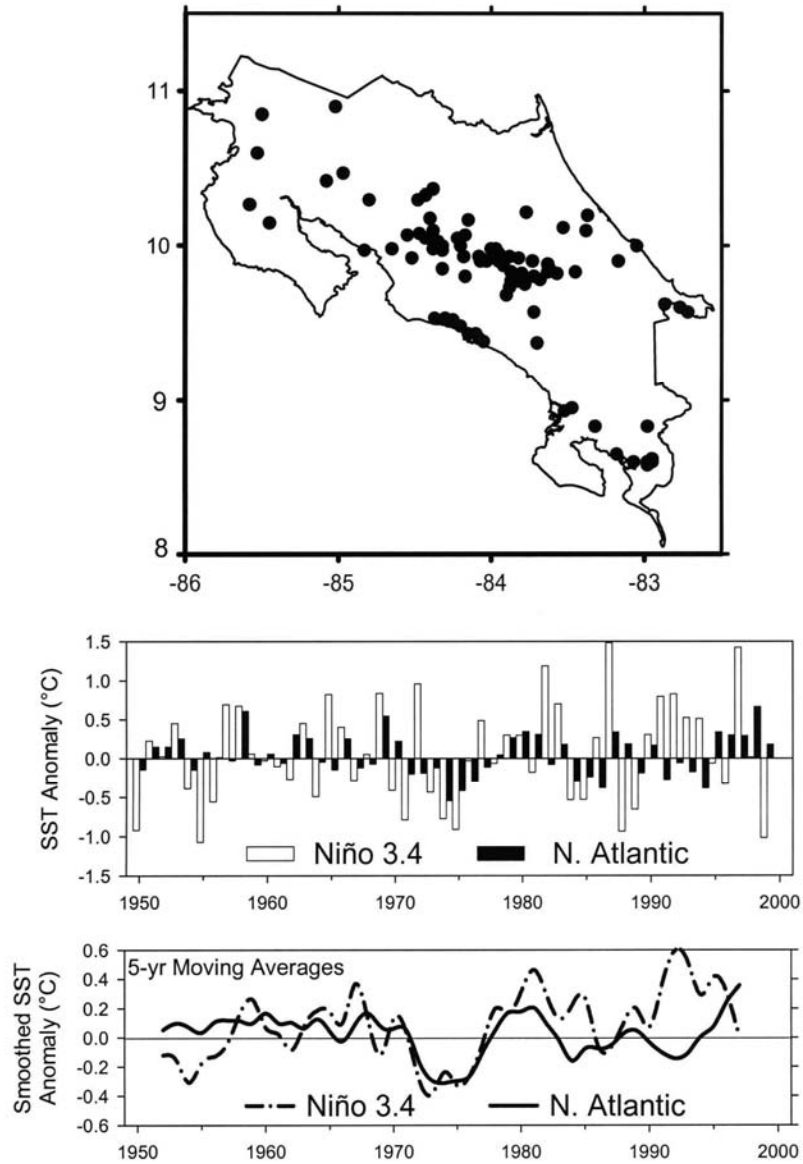 11
10
9
8
-86 -85 -84 -83
SST Anomaly (°C)
1.5
1.0
0.5
0.0
-0.5
-1.0
-1.5
Niño 3.4 N. Atlantic
1950 1960 1970 1980 1990 2000
Smoothed SST
Anomaly (°C)
0.6
0.4
0.2
0.0
-0.2
-0.4
-0.6
5-yr Moving Averages
Niño 3.4 N. Atlantic
1950 1960 1970 1980 1990 2000